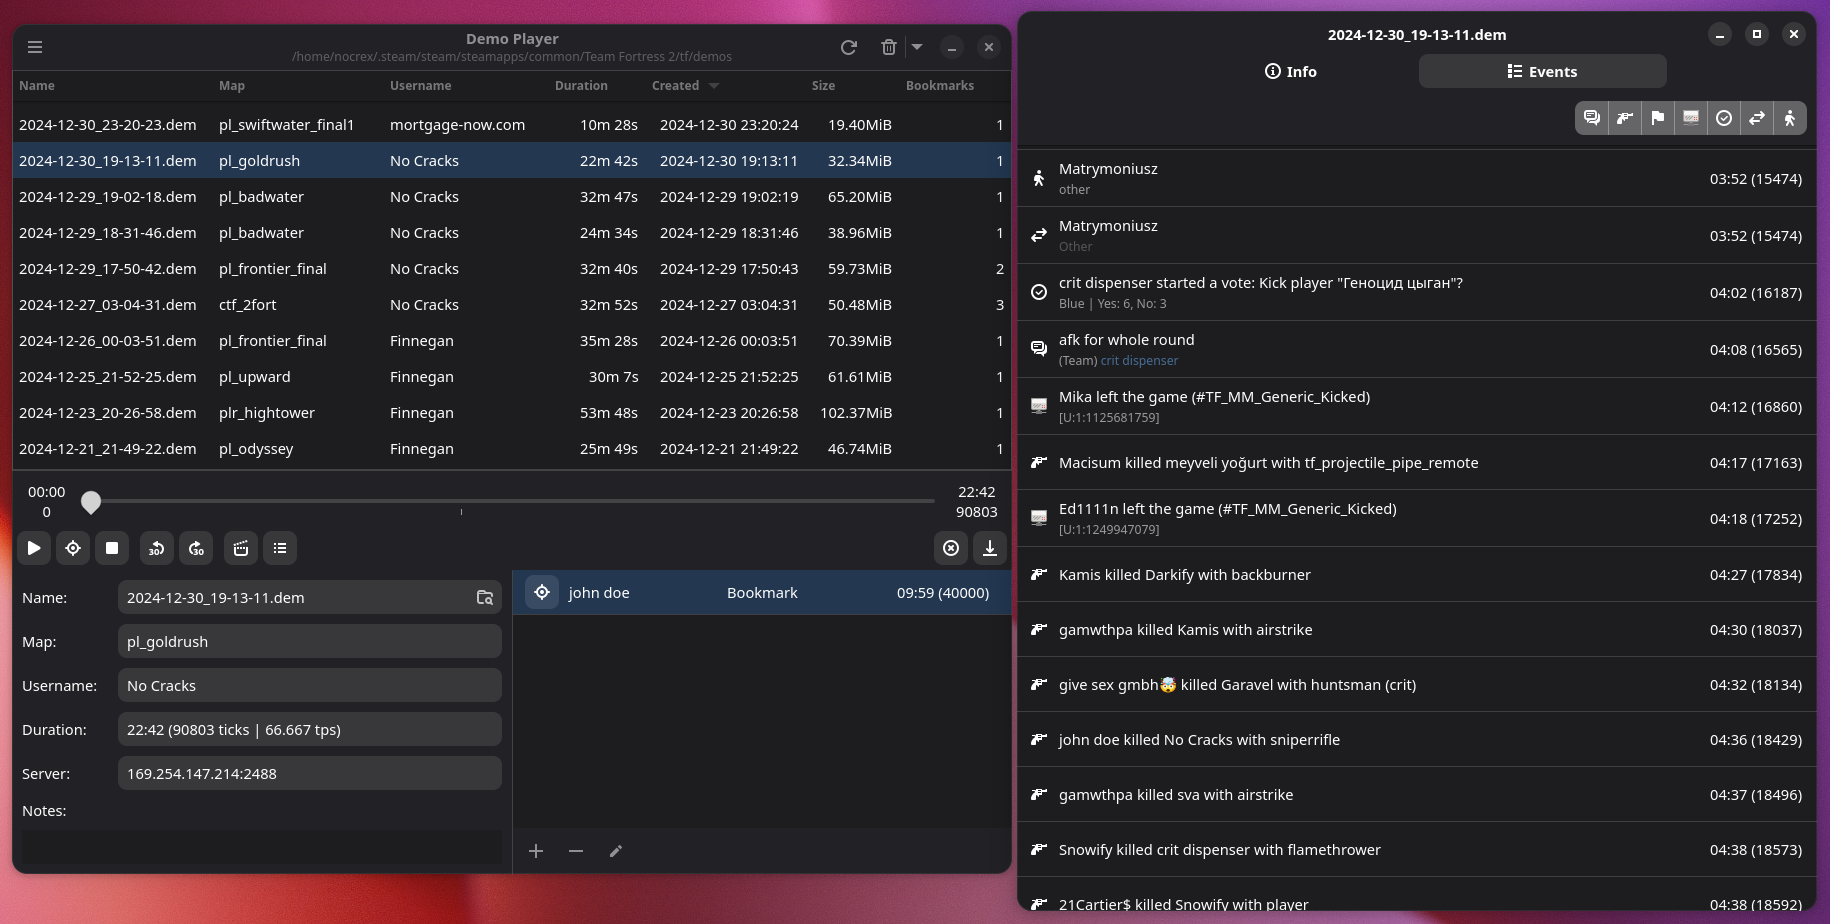 Demo Player
/home/nocrex/.steam/steam/steamapps/common/Team Fortress 2/tf/demos
Name Map Username Duration Created Size Bookmarks
2024-12-30_23-20-23.dem pl_swiftwater_final1 mortgage-now.com 10m 28s 2024-12-30 23:20:24 19.40MiB 1
2024-12-30_19-13-11.dem pl_goldrush No Cracks 22m 42s 2024-12-30 19:13:11 32.34MiB 1
2024-12-29_19-02-18.dem pl_badwater No Cracks 32m 47s 2024-12-29 19:02:19 65.20MiB 1
2024-12-29_18-31-46.dem pl_badwater No Cracks 24m 34s 2024-12-29 18:31:46 38.96MiB 1
2024-12-29_17-50-42.dem pl_frontier_final No Cracks 32m 40s 2024-12-29 17:50:43 59.73MiB 2
2024-12-27_03-04-31.dem ctf_2fort No Cracks 32m 52s 2024-12-27 03:04:31 50.48MiB 3
2024-12-26_00-03-51.dem pl_frontier_final Finnegan 35m 28s 2024-12-26 00:03:51 70.39MiB 1
2024-12-25_21-52-25.dem pl_upward Finnegan 30m 7s 2024-12-25 21:52:25 61.61MiB 1
2024-12-23_20-26-58.dem plr_hightower Finnegan 53m 48s 2024-12-23 20:26:58 102.37MiB 1
2024-12-21_21-49-22.dem pl_odyssey Finnegan 25m 49s 2024-12-21 21:49:22 46.74MiB 1
00:00 22:42
0 90803
30 30
Name: 2024-12-30_19-13-11.dem
Map: pl_goldrush
Username: No Cracks
Duration: 22:42 (90803 ticks | 66.667 tps)
Server: 169.254.147.214:2488
Notes:
john doe Bookmark 09:59 (40000)
2024-12-30_19-13-11.dem
Info Events
Matrymoniusz 03:52 (15474)
other
Matrymoniusz 03:52 (15474)
Other
crit dispenser started a vote: Kick player "Геноцид цыган"? 04:02 (16187)
Blue | Yes: 6, No: 3
afk for whole round 04:08 (16565)
(Team) crit dispenser
Mika left the game (#TF_MM_Generic_Kicked) 04:12 (16860)
[U:1:1125681759]
Macisum killed meyveli yoğurt with tf_projectile_pipe_remote 04:17 (17163)
Ed1111n left the game (#TF_MM_Generic_Kicked) 04:18 (17252)
[U:1:1249947079]
Kamis killed Darkify with backburner 04:27 (17834)
gamwthpa killed Kamis with airstrike 04:30 (18037)
give sex gmbh🤯 killed Garavel with huntsman (crit) 04:32 (18134)
john doe killed No Cracks with sniperrifle 04:36 (18429)
gamwthpa killed sva with airstrike 04:37 (18496)
Snowify killed crit dispenser with flamethrower 04:38 (18573)
21Cartier$ killed Snowify with player 04:38 (18592)